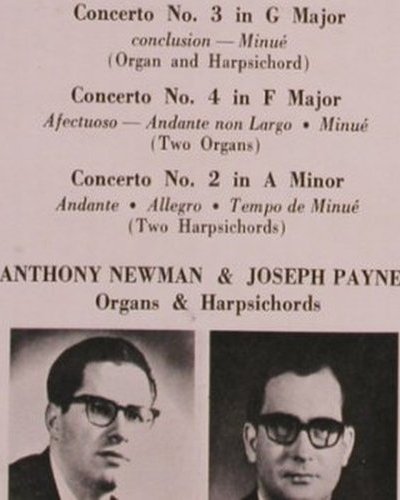 Concerto No. 3 in G Major
conclusion — Minué
(Organ and Harpsichord)
Concerto No. 4 in F Major
Afectuoso — Andante non Largo • Minué
(Two Organs)
Concerto No. 2 in A Minor
Andante • Allegro • Tempo de Minué
(Two Harpsichords)
ANTHONY NEWMAN & JOSEPH PAYNE
Organs & Harpsichords